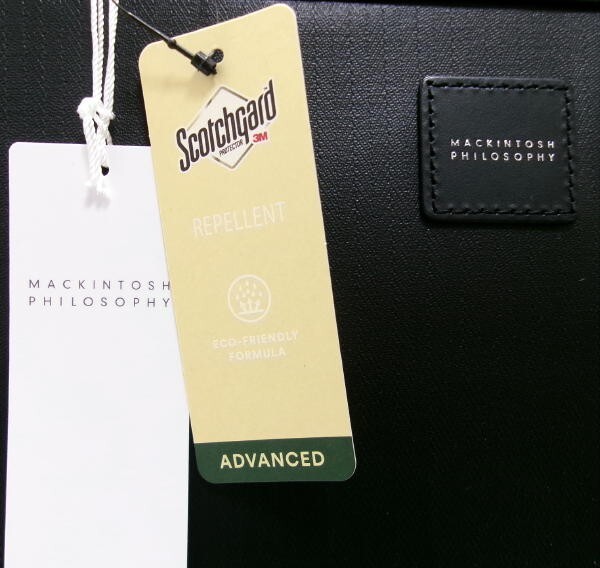 MACKINTOSH
PHILOSOPHY
Scotchgard
PROTECTOR 3M
REPELLENT
ECO-FRIENDLY
FORMULA
ADVANCED
MACKINTOSH
PHILOSOPHY